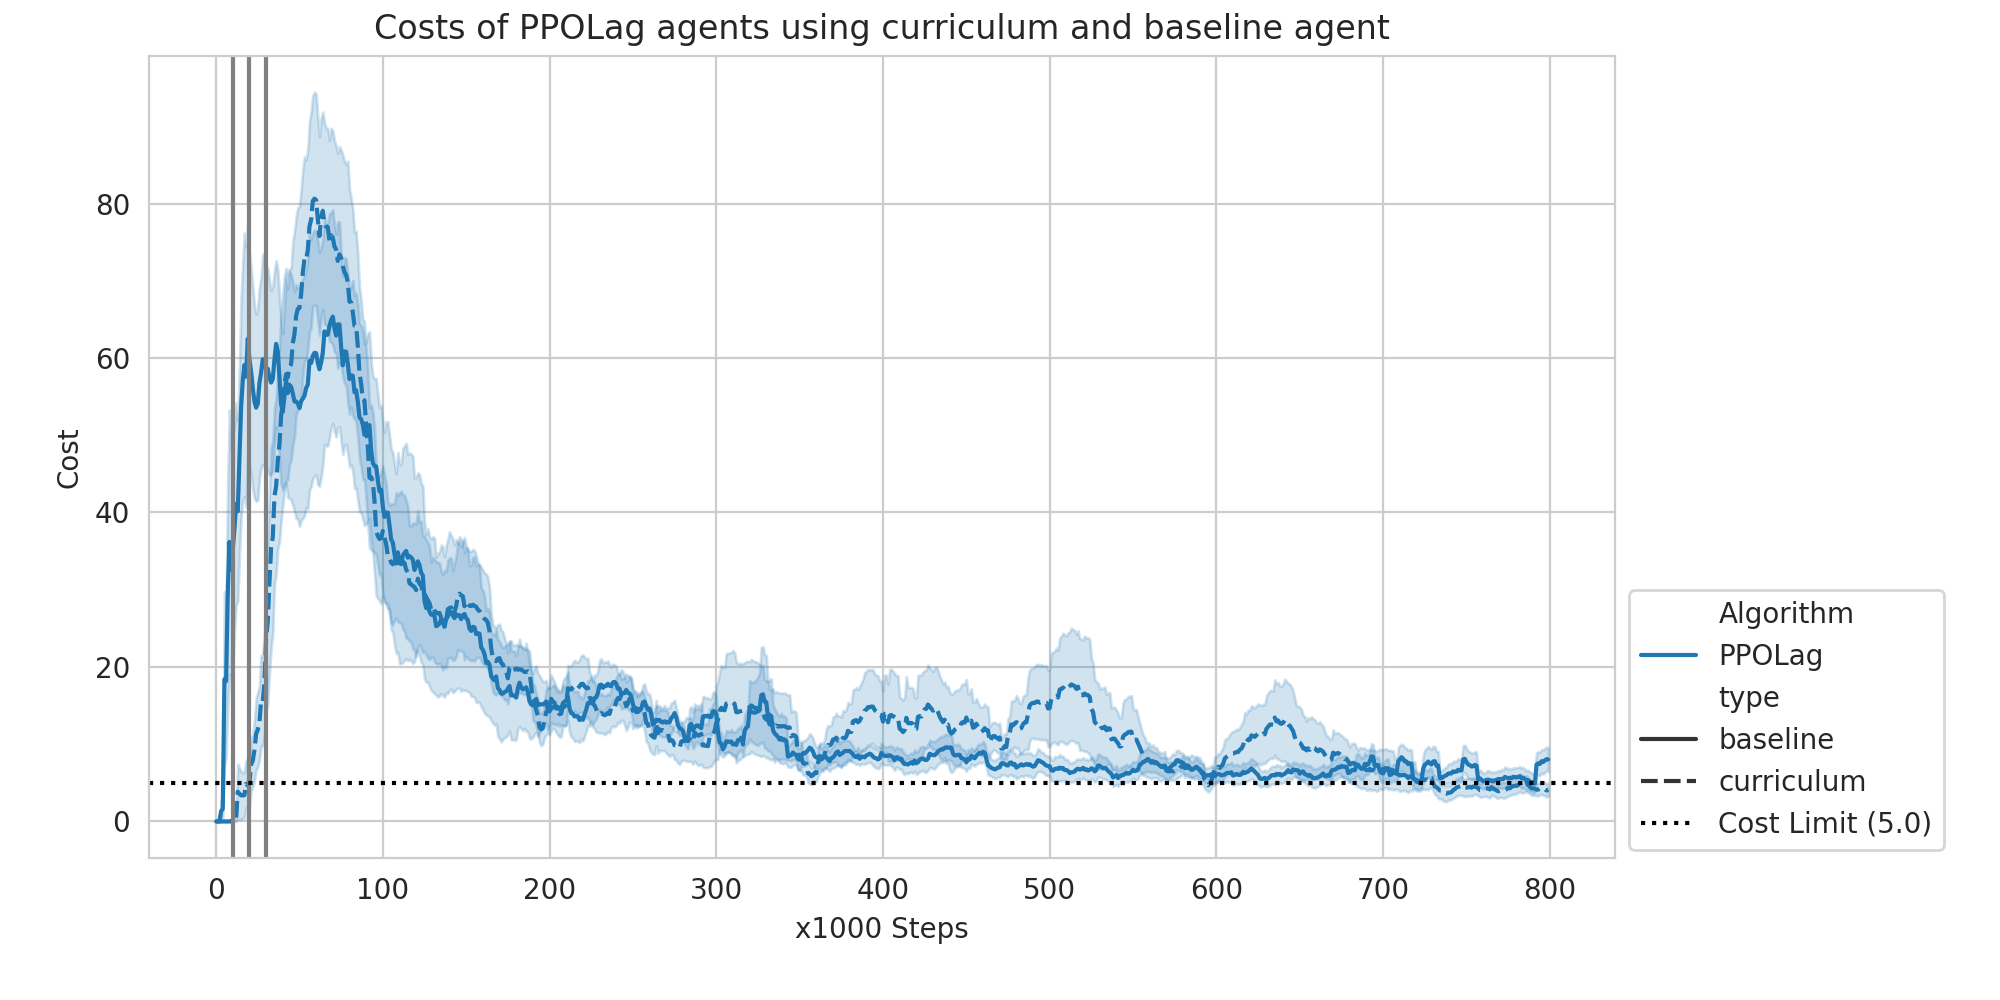 Costs of PPOLag agents using curriculum and baseline agent
Cost
80
60
40
20
0
0 100 200 300 400 500 600 700 800
x1000 Steps
Algorithm
PPOLag
type
baseline
curriculum
Cost Limit (5.0)